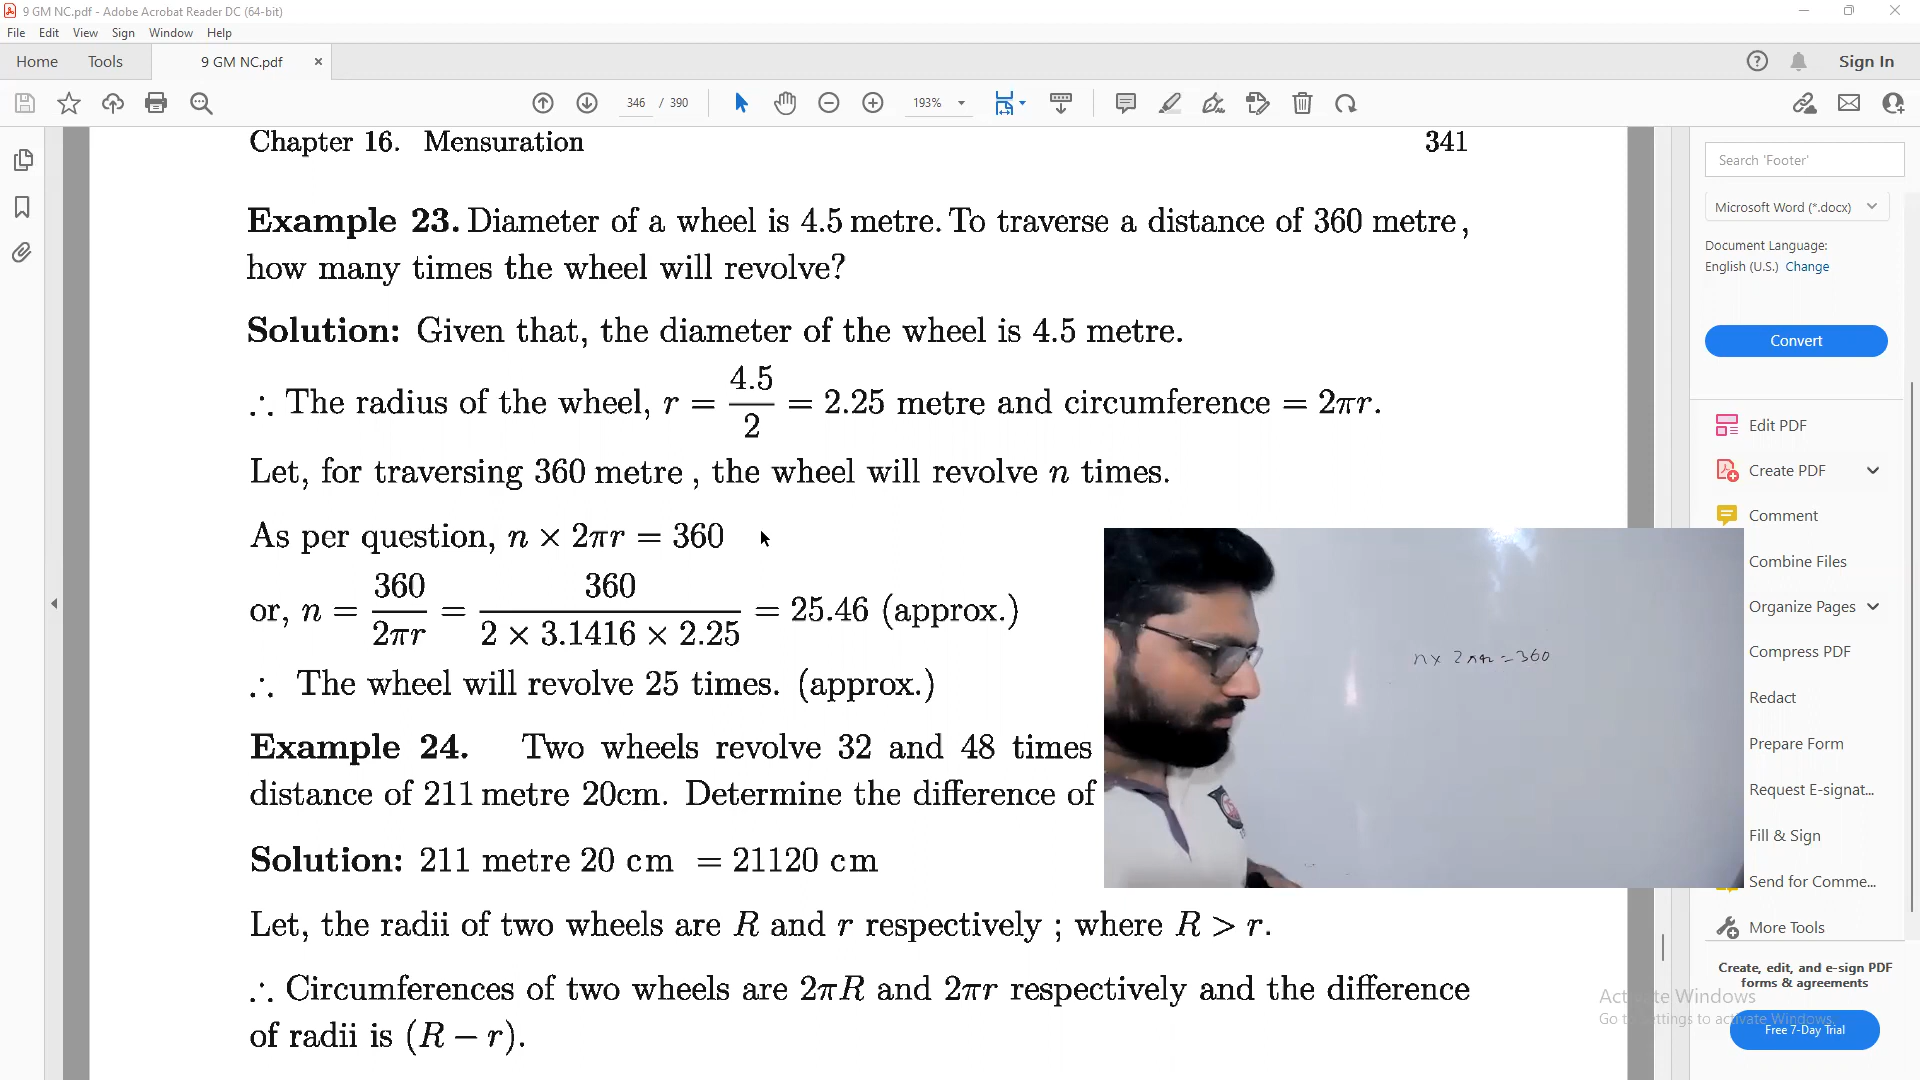 9 GM NC.pdf - Adobe Acrobat Reader DC (64-bit)
File Edit View Sign Window Help
Home Tools 9 GM NC.pdf × Sign In
346 / 390 193%
Chapter 16. Mensuration 341
Example 23. Diameter of a wheel is 4.5 metre. To traverse a distance of 360 metre,
how many times the wheel will revolve?
Solution: Given that, the diameter of the wheel is 4.5 metre.
∴ The radius of the wheel, r = 4.5/2 = 2.25 metre and circumference = 2πr.
Let, for traversing 360 metre, the wheel will revolve n times.
As per question, n × 2πr = 360
or, n = 360/2πr = 360/(2 × 3.1416 × 2.25) = 25.46 (approx.)
∴ The wheel will revolve 25 times. (approx.)
Example 24. Two wheels revolve 32 and 48 times
distance of 211 metre 20cm. Determine the difference of
Solution: 211 metre 20 cm = 21120 cm
Let, the radii of two wheels are R and r respectively ; where R > r.
∴ Circumferences of two wheels are 2πR and 2πr respectively and the difference
of radii is (R − r).
n× 2πr = 360
Search 'Footer'
Microsoft Word (*.docx)
Document Language:
English (U.S.) Change
Convert
Edit PDF
Create PDF
Comment
Combine Files
Organize Pages
Compress PDF
Redact
Prepare Form
Request E-signat...
Fill & Sign
Send for Comme...
More Tools
Create, edit, and e-sign PDF
forms & agreements
Free 7-Day Trial
Activate Windows
Go to Settings to activate Windows.